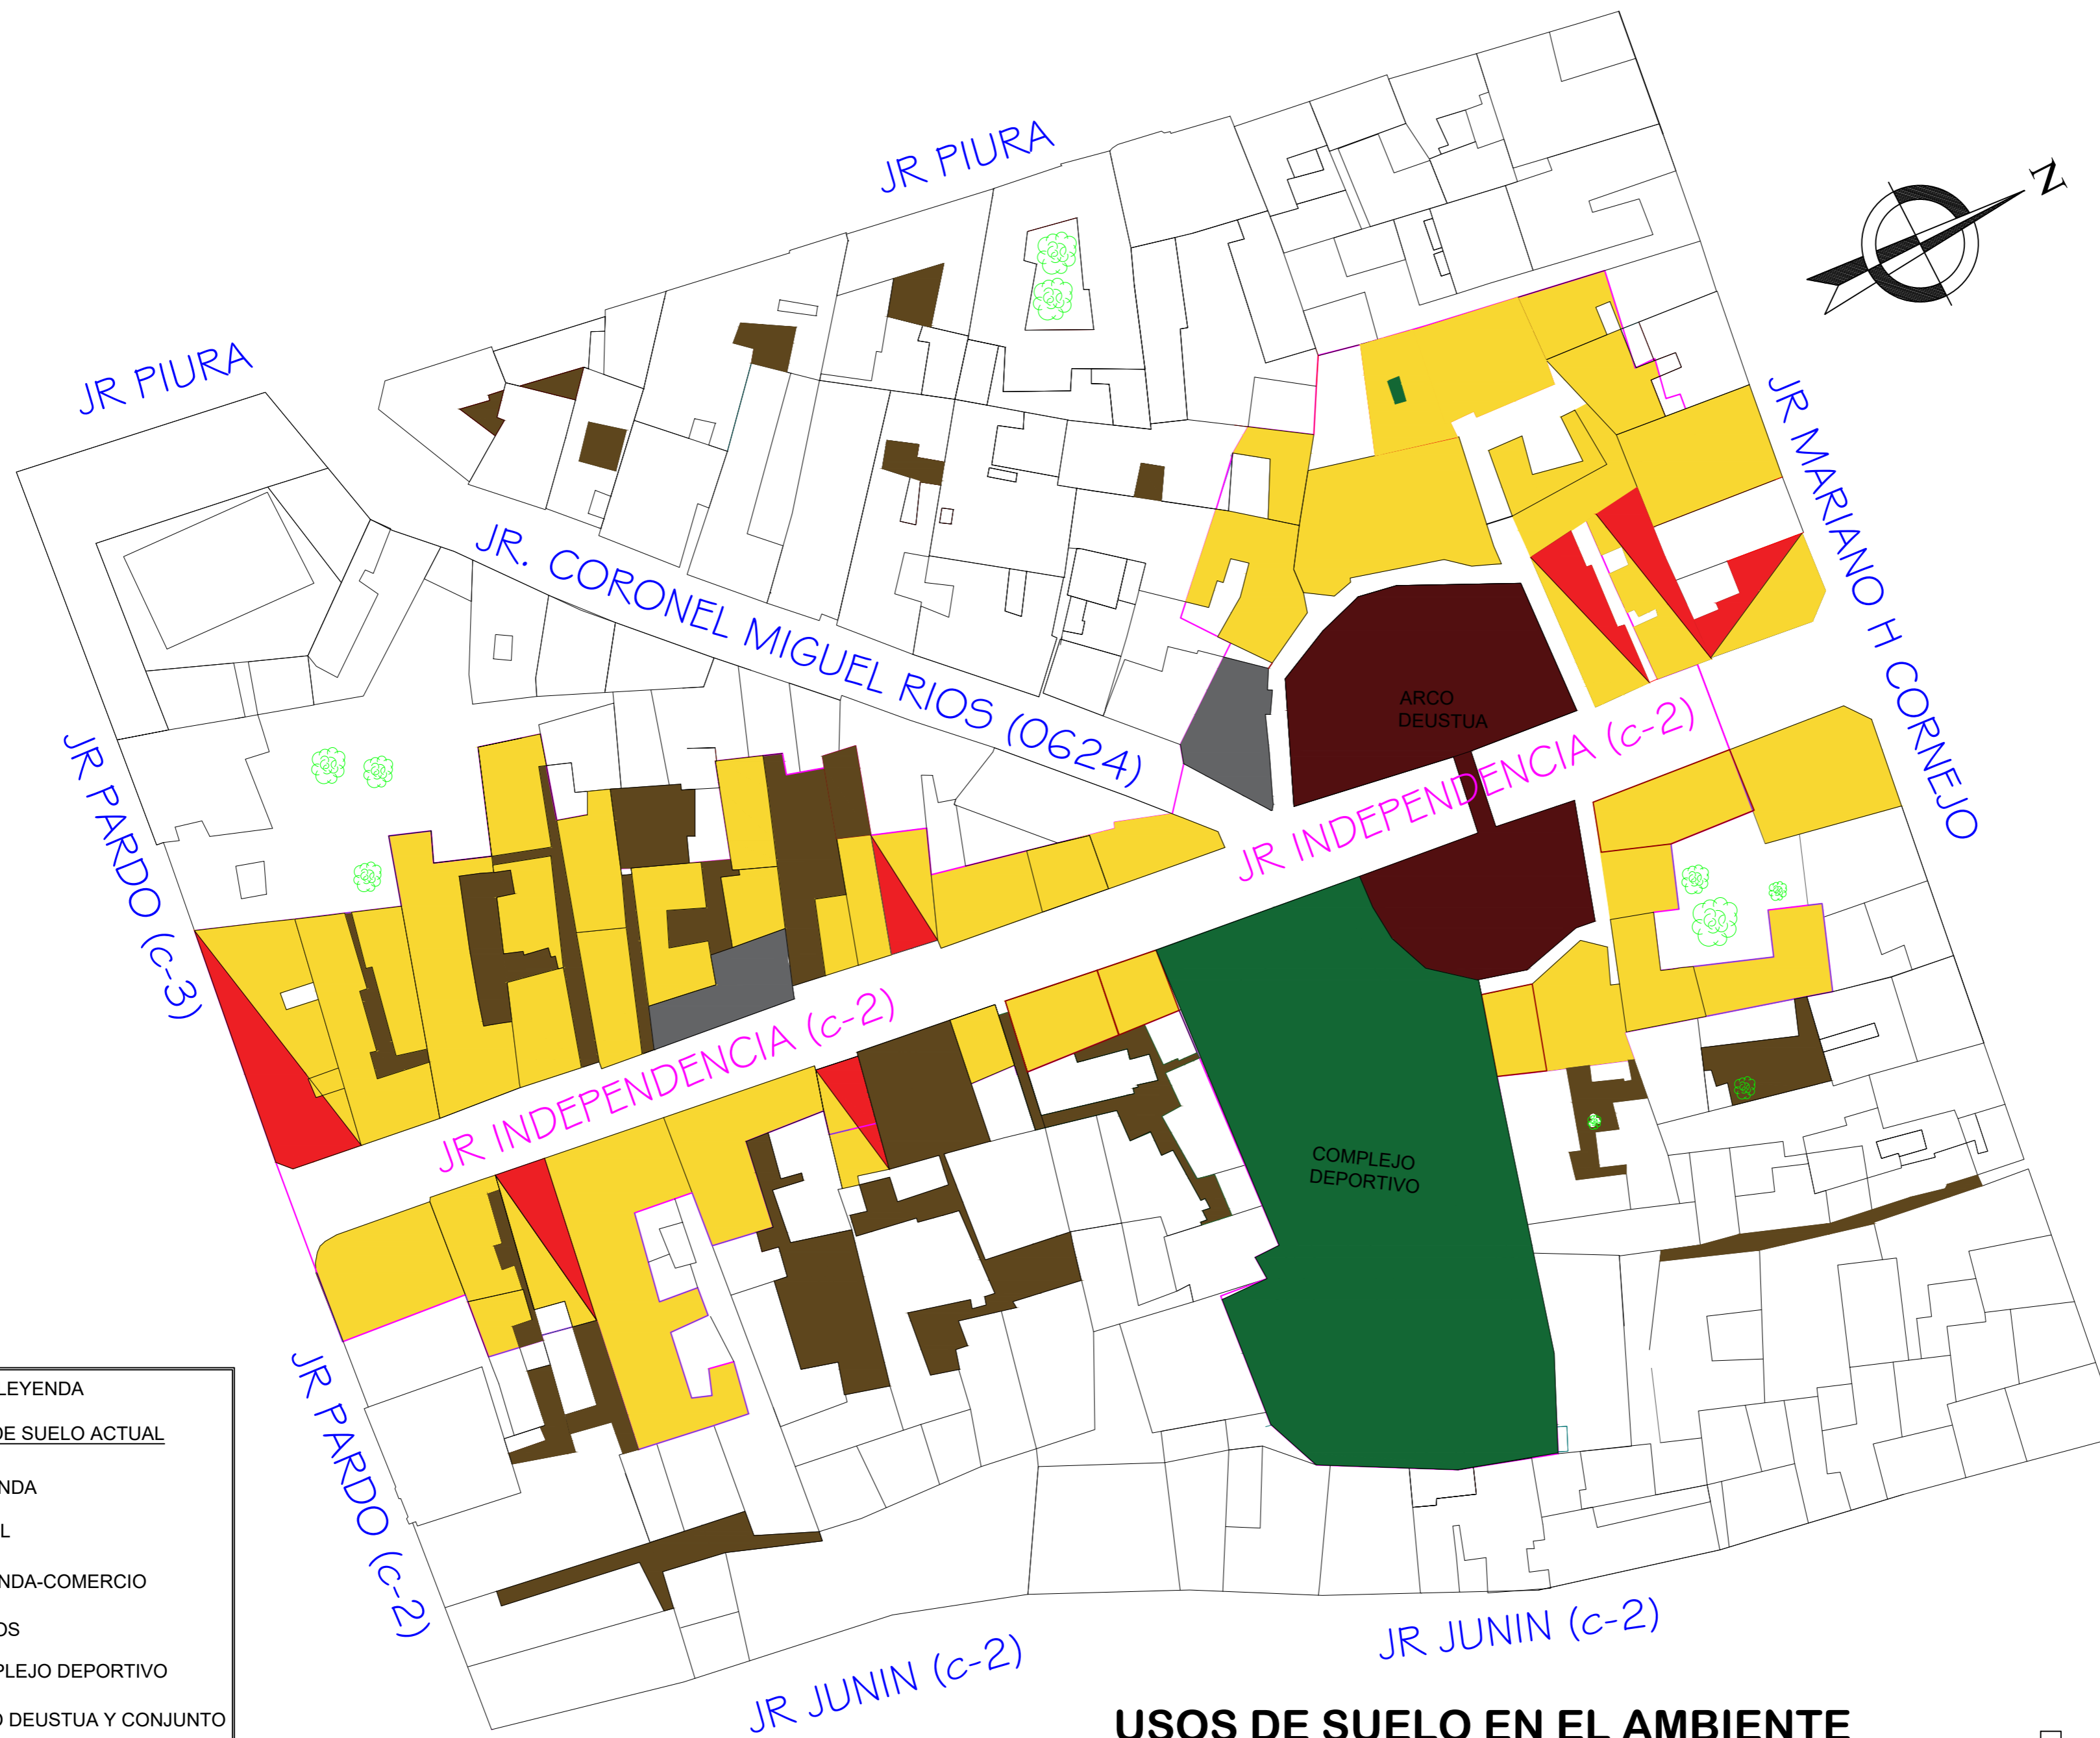 JR PIURA
N
JR PIURA
JR MARIANO H CORNEJO
JR. CORONEL MIGUEL RIOS (0624)
ARCO
DEUSTUA
JR INDEPENDENCIA (c-2)
JR PARDO (c-3)
JR INDEPENDENCIA (c-2)
COMPLEJO
DEPORTIVO
JR PARDO (c-2)
LEYENDA
DE SUELO ACTUAL
NDA
L
NDA-COMERCIO
OS
PLEJO DEPORTIVO
O DEUSTUA Y CONJUNTO
JR JUNIN (c-2)
JR JUNIN (c-2)
USOS DE SUELO EN EL AMBIENTE